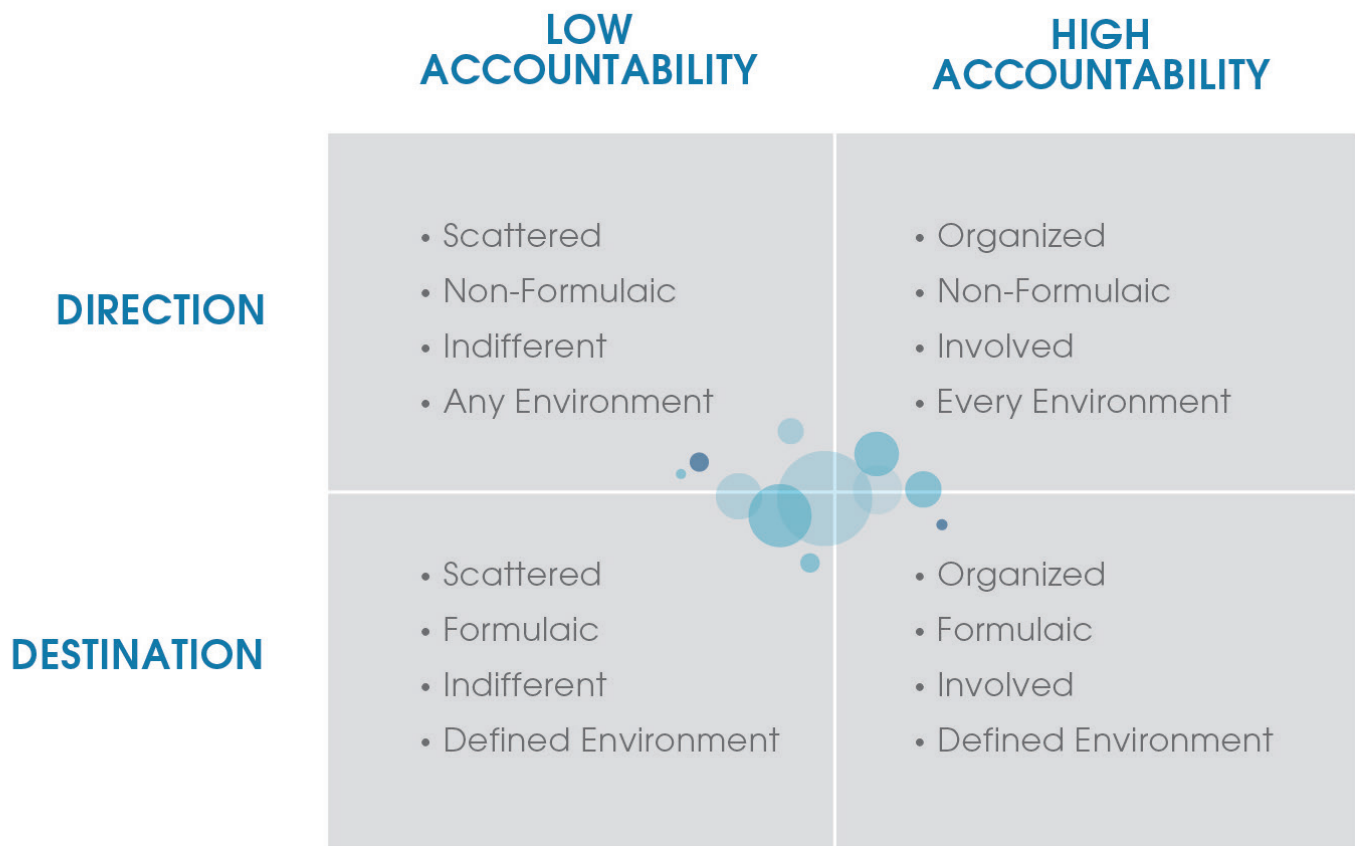 LOW
ACCOUNTABILITY
HIGH
ACCOUNTABILITY
DIRECTION
• Scattered
• Non-Formulaic
• Indifferent
• Any Environment
• Organized
• Non-Formulaic
• Involved
• Every Environment
DESTINATION
• Scattered
• Formulaic
• Indifferent
• Defined Environment
• Organized
• Formulaic
• Involved
• Defined Environment